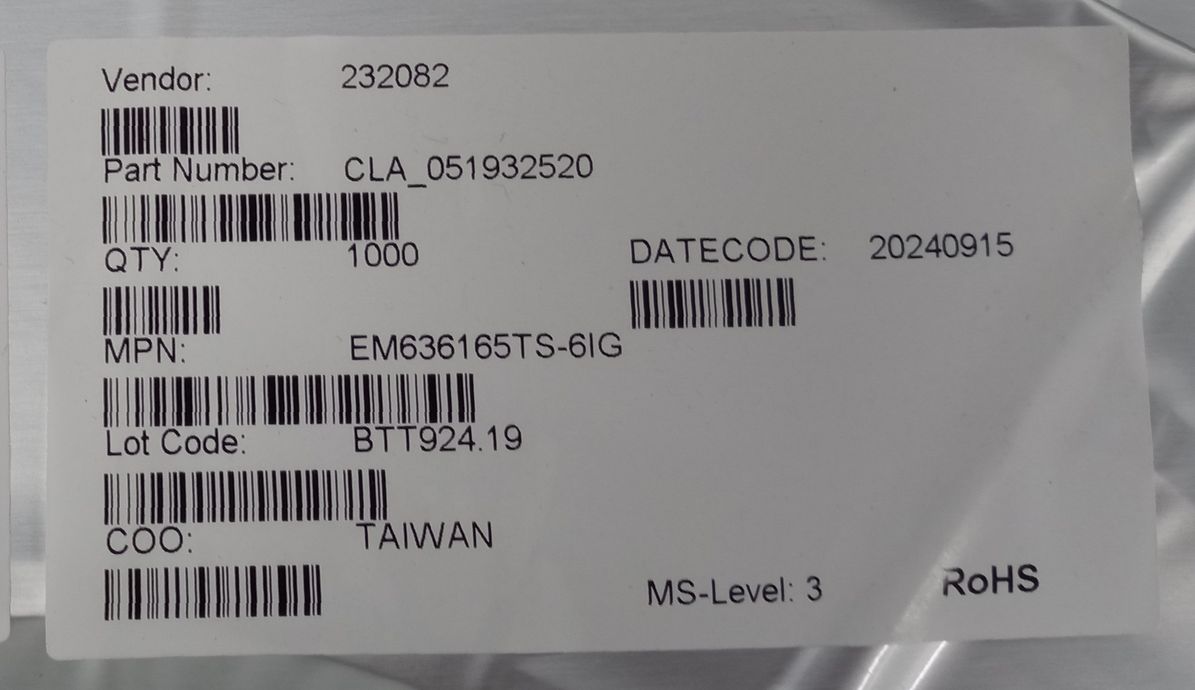 Vendor: 232082
Part Number: CLA_051932520
QTY: 1000 DATECODE: 20240915
MPN: EM636165TS-6IG
Lot Code: BTT924.19
COO: TAIWAN
MS-Level: 3 RoHS